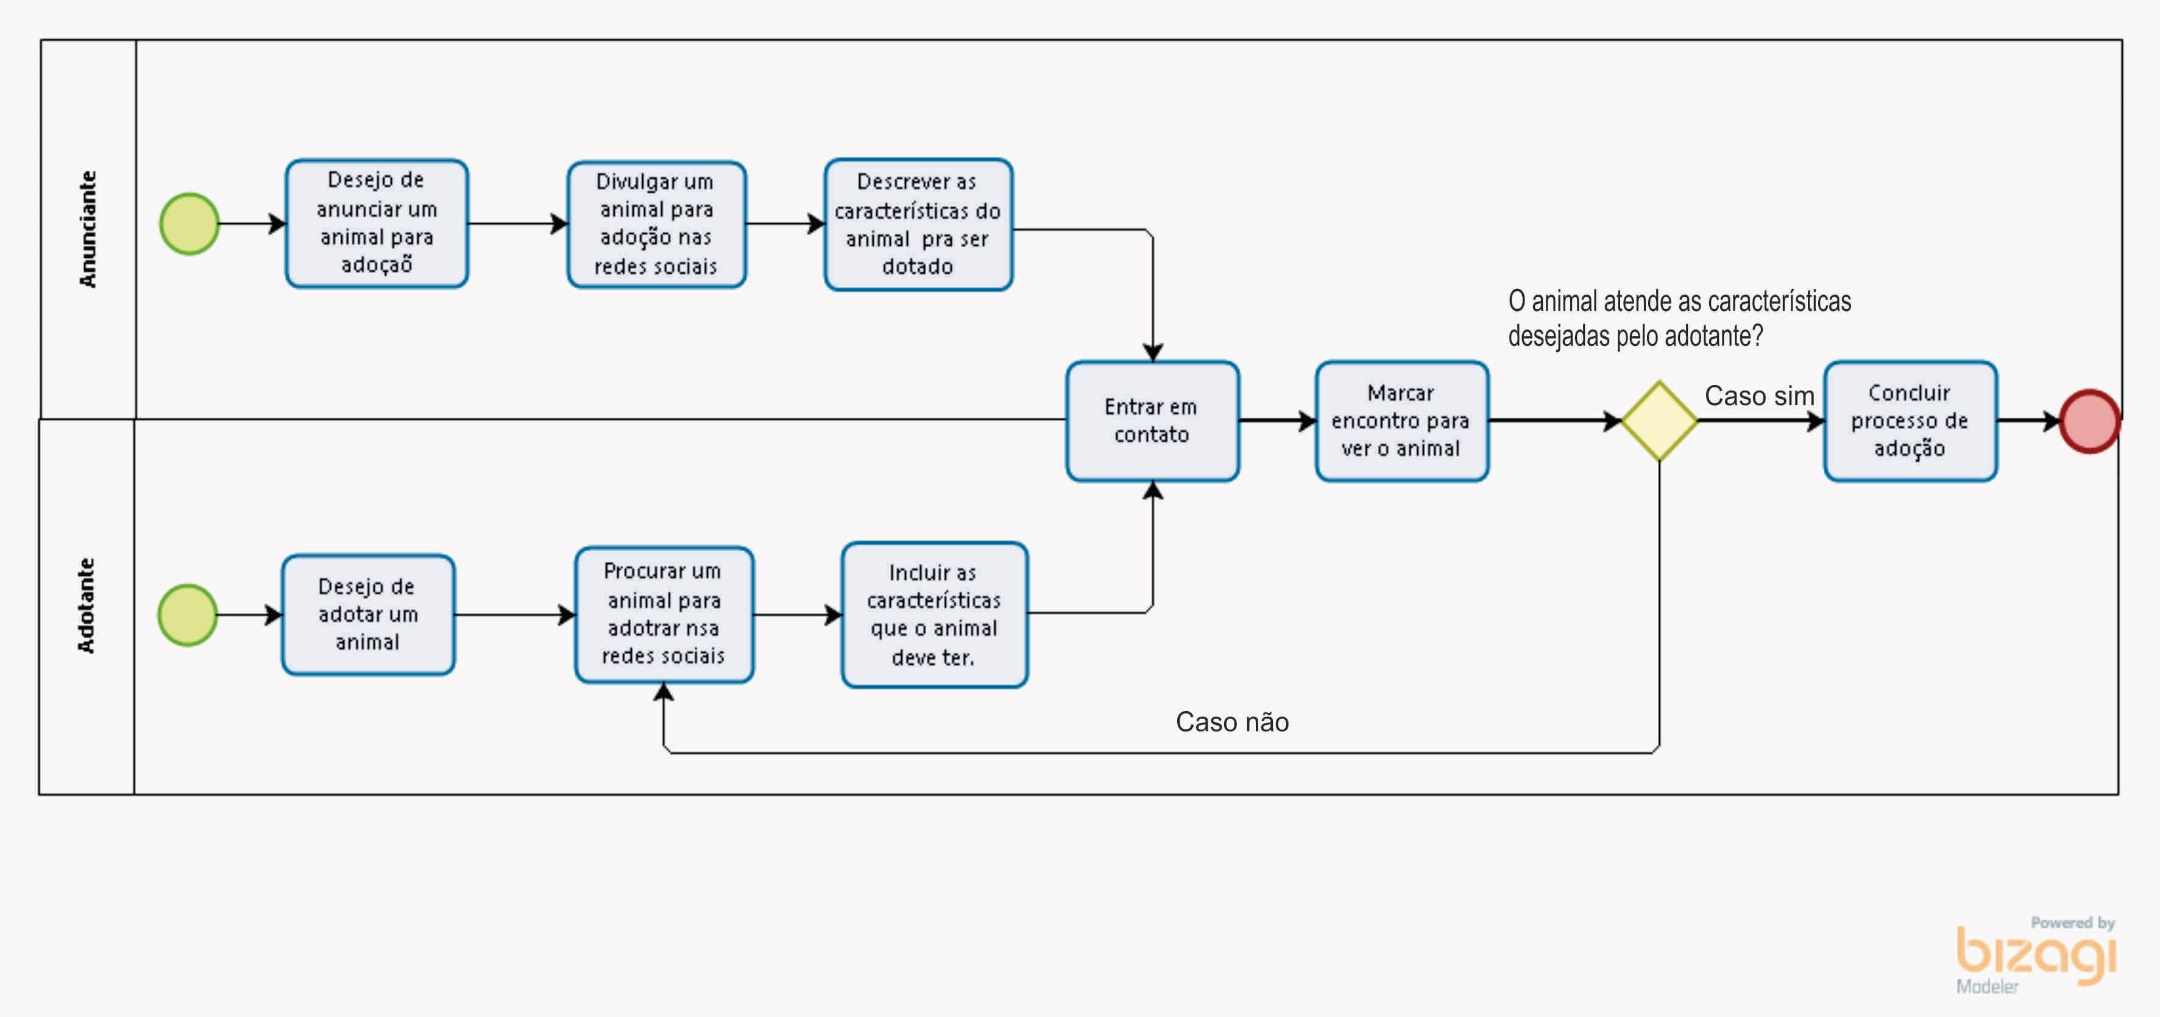 Anunciante
Desejo de
anunciar um
animal para
adoçaõ
Divulgar um
animal para
adoção nas
redes sociais
Descrever as
características do
animal  pra ser
dotado
O animal atende as características
desejadas pelo adotante?
Entrar em
contato
Marcar
encontro para
ver o animal
Caso sim
Concluir
processo de
adoção
Adotante
Desejo de
adotar um
animal
Procurar um
animal para
adotrar nsa
redes sociais
Incluir as
características
que o animal
deve ter.
Caso não
Powered by
bizagi
Modeler